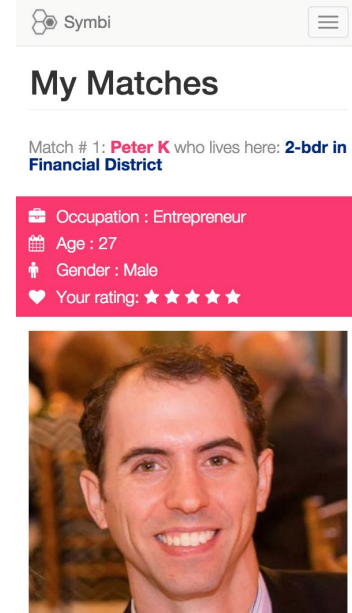 Symbi
My Matches
Match # 1: Peter K who lives here: 2-bdr in
Financial District
Occupation : Entrepreneur
Age : 27
Gender : Male
Your rating: